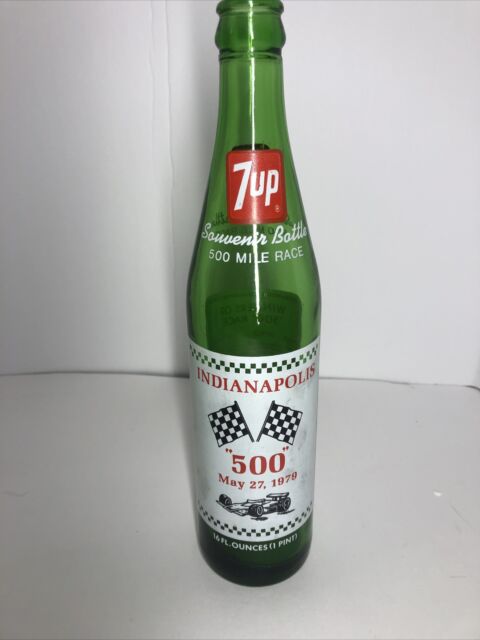 7up
Souvenir Bottle
500 MILE RACE
INDIANAPOLIS
"500"
May 27, 1979
16 FL. OUNCES (1 PINT)